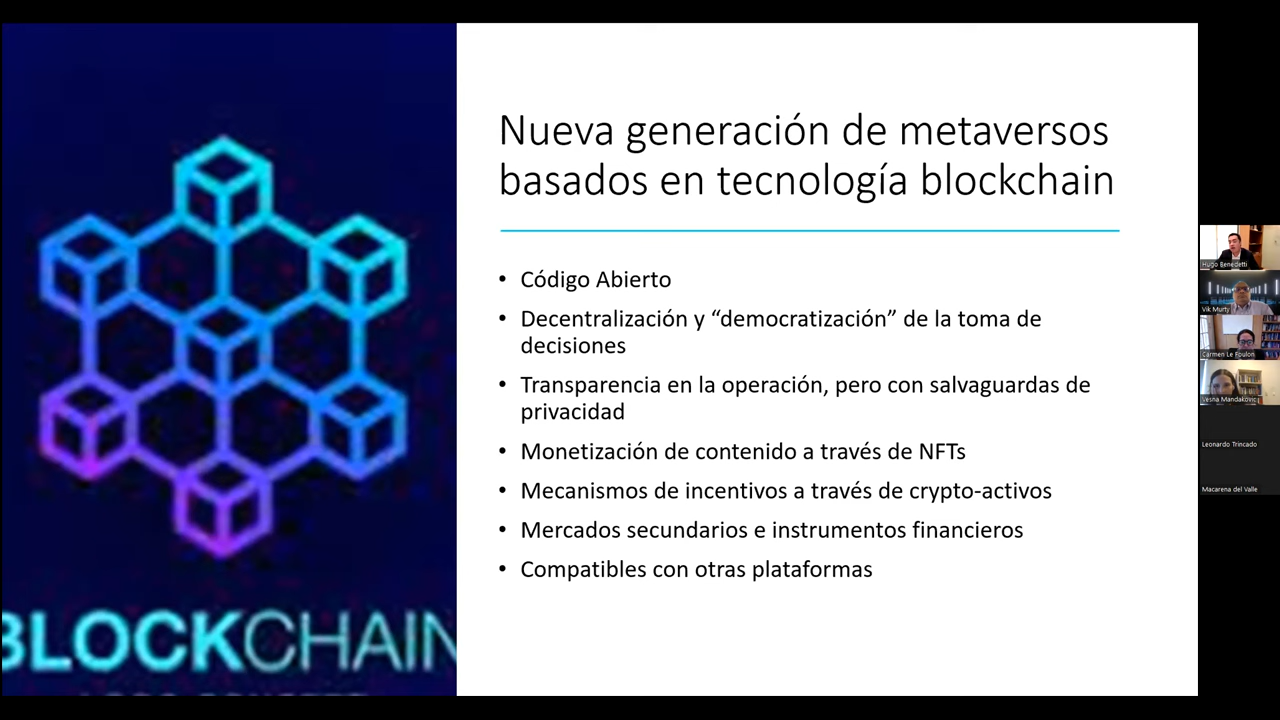 Nueva generación de metaversos
basados en tecnología blockchain
• Código Abierto
• Decentralización y “democratización” de la toma de
decisiones
• Transparencia en la operación, pero con salvaguardas de
privacidad
• Monetización de contenido a través de NFTs
• Mecanismos de incentivos a través de crypto-activos
• Mercados secundarios e instrumentos financieros
• Compatibles con otras plataformas
BLOCKCHAIN
Hugo Benedetti
Vik Murty
Carmen Le Foulon
Vesna Mandakovic
Leonardo Trincado
Macarena del Valle